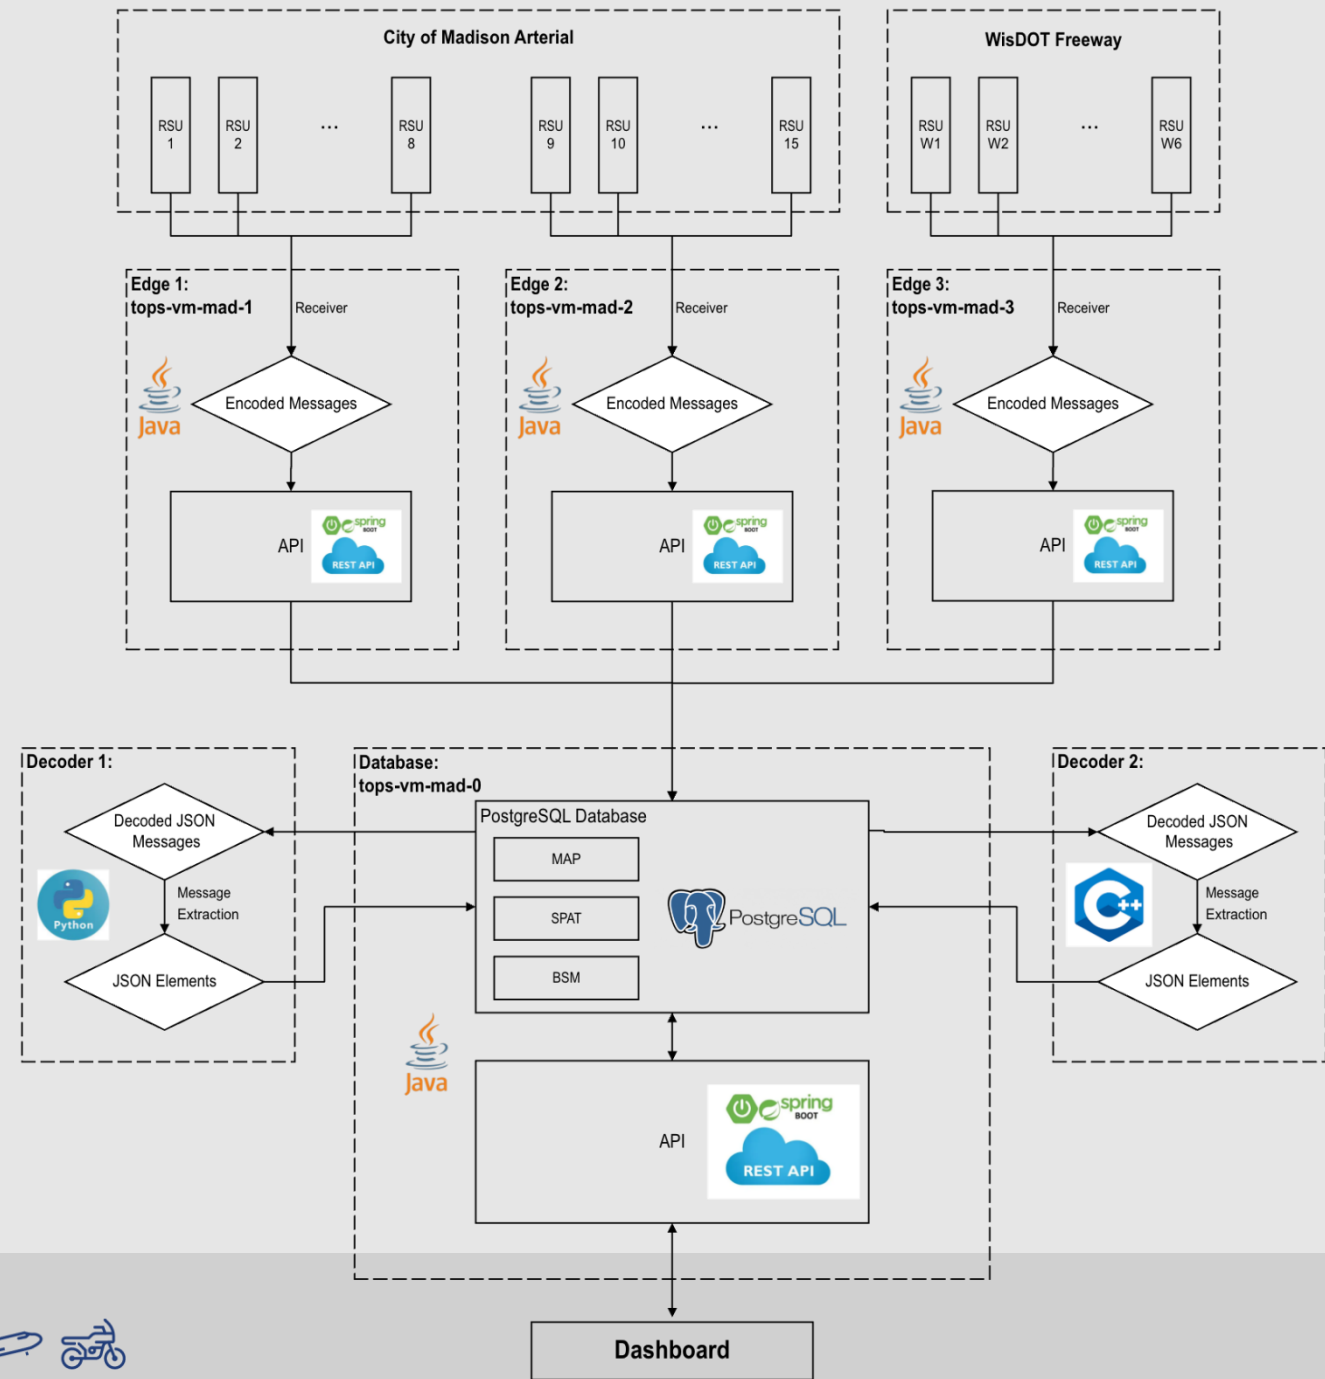 City of Madison Arterial
WisDOT Freeway
RSU
1
RSU
2
...
RSU
8
RSU
9
RSU
10
...
RSU
15
RSU
W1
RSU
W2
...
RSU
W6
Edge 1:
tops-vm-mad-1
Receiver
Edge 2:
tops-vm-mad-2
Receiver
Edge 3:
tops-vm-mad-3
Receiver
Java
Encoded Messages
Java
Encoded Messages
Java
Encoded Messages
API
spring
BOOT
REST API
API
spring
BOOT
REST API
API
spring
BOOT
REST API
Decoder 1:
Decoded JSON
Messages
Python
Message
Extraction
JSON Elements
Database:
tops-vm-mad-0
PostgreSQL Database
MAP
SPAT
BSM
PostgreSQL
Java
API
spring
BOOT
REST API
Decoder 2:
Decoded JSON
Messages
C++
Message
Extraction
JSON Elements
Dashboard